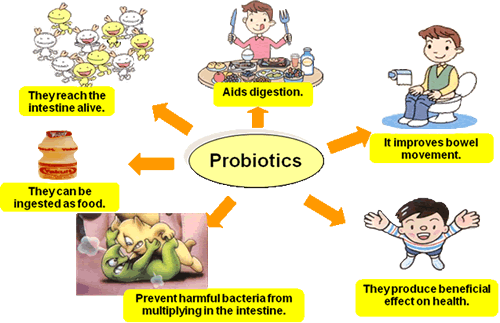 They reach the
intestine alive.
Aids digestion.
It improves bowel
movement.
Probiotics
They can be
ingested as food.
They produce beneficial
effect on health.
Prevent harmful bacteria from
multiplying in the intestine.